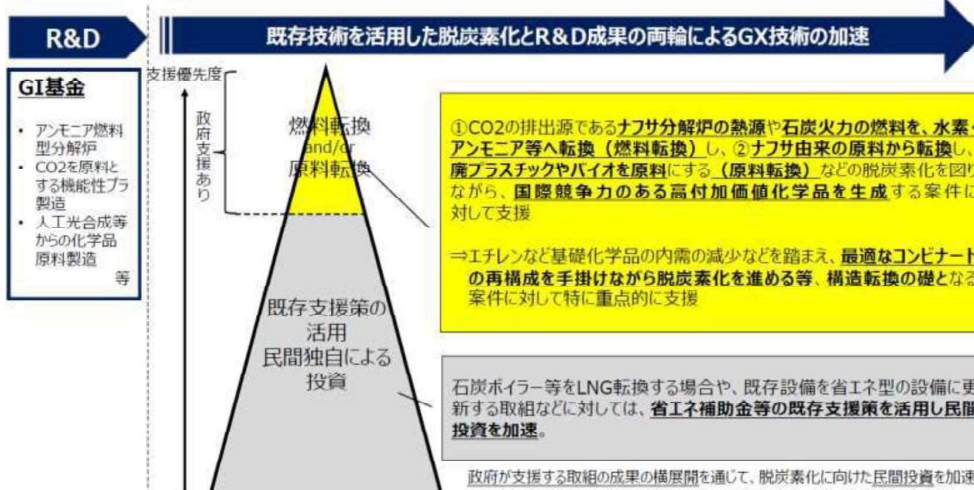 R&D
既存技術を活用した脱炭素化とR&D成果の両輪によるGX技術の加速
GI基金
• アンモニア燃料
型分解炉
• CO2を原料と
する機能性プラ
製造
• 人工光合成等
からの化学品
原料製造
等
支援優先度
政府支援あり
燃料転換
and/or
原料転換
既存支援策の
活用
民間独自による
投資
①CO2の排出源であるナフサ分解炉の熱源や石炭火力の燃料を、水素・
アンモニア等へ転換（燃料転換）し、②ナフサ由来の原料から転換し、
廃プラスチックやバイオを原料にする（原料転換）などの脱炭素化を図り
ながら、国際競争力のある高付加価値化学品を生成する案件に
対して支援
⇒エチレンなど基礎化学品の内需の減少などを踏まえ、最適なコンビナート
の再構成を手掛けながら脱炭素化を進める等、構造転換の礎となる
案件に対して特に重点的に支援
石炭ボイラー等をLNG転換する場合や、既存設備を省エネ型の設備に更
新する取組などに対しては、省エネ補助金等の既存支援策を活用し民間
投資を加速。
政府が支援する取組の成果の横展開を通じて、脱炭素化に向けた民間投資を加速